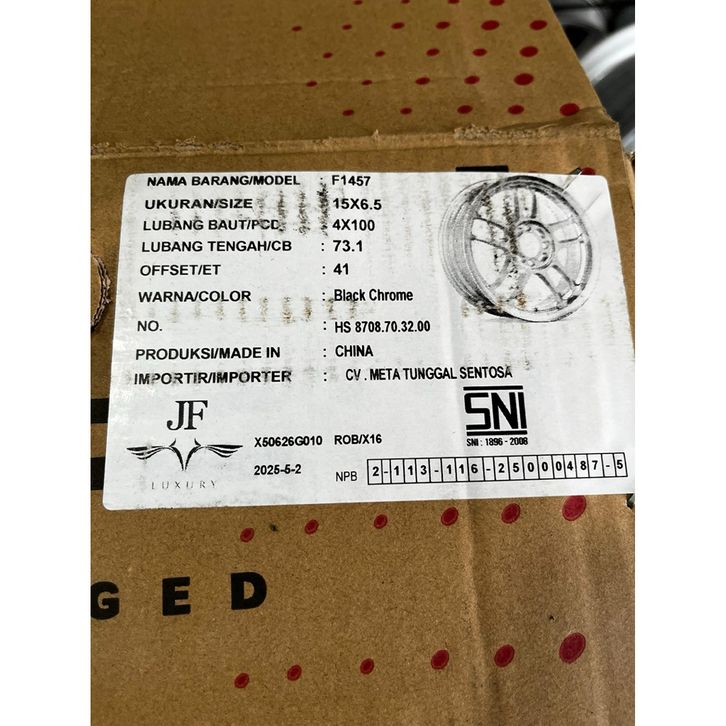 NAMA BARANG/MODEL : F1457
UKURAN/SIZE : 15X6.5
LUBANG BAUT/PCD : 4X100
LUBANG TENGAH/CB : 73.1
OFFSET/ET : 41
WARNA/COLOR : Black Chrome
NO. : HS 8708.70.32.00
PRODUKSI/MADE IN : CHINA
IMPORTIR/IMPORTER : CV . META TUNGGAL SENTOSA
JF
LUXURY
X50626G010 ROB/X16
2025-5-2
SNI
SNI : 1896 - 2008
NPB 2-113-116-25000487-5
GED